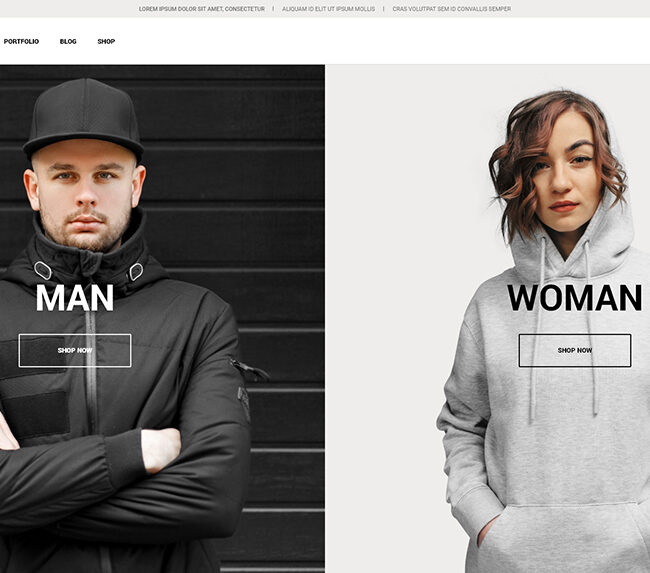 LOREM IPSUM DOLOR SIT AMET, CONSECTETUR | ALIQUAM ID ELIT UT IPSUM MOLLIS | CRAS VOLUTPAT SEM ID CONVALLIS SEMPER
PORTFOLIO BLOG SHOP
MAN
SHOP NOW
WOMAN
SHOP NOW